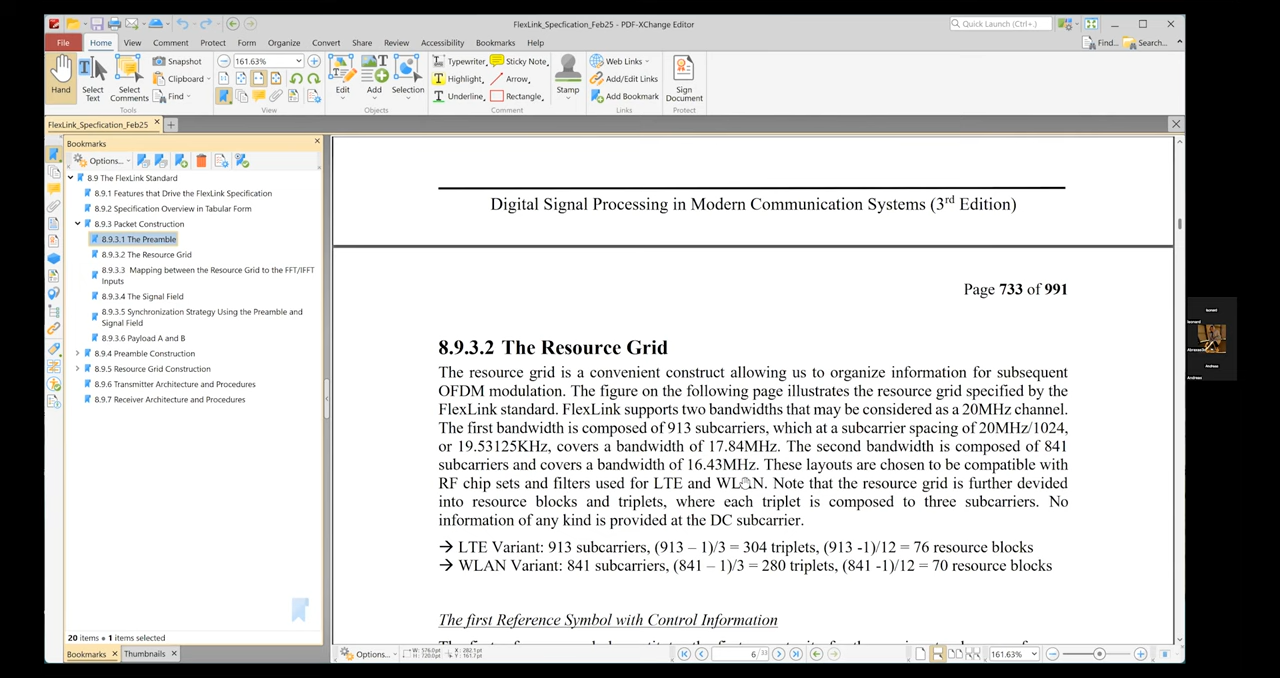 FlexLink_Specfication_Feb25 - PDF-XChange Editor
Quick Launch (Ctrl+.)
File Home View Comment Protect Form Organize Convert Share Review Accessibility Bookmarks Help
Find... Search...
Hand
Select Text
Select Comments
Snapshot
Clipboard
Find
Tools
161.63%
View
Edit
Add
Selection
Objects
Typewriter
Highlight
Underline
Sticky Note
Arrow
Rectangle
Comment
Stamp
Web Links
Add/Edit Links
Add Bookmark
Links
Sign Document
Protect
FlexLink_Specfication_Feb25
Bookmarks
Options...
8.9 The FlexLink Standard
8.9.1 Features that Drive the FlexLink Specification
8.9.2 Specification Overview in Tabular Form
8.9.3 Packet Construction
8.9.3.1 The Preamble
8.9.3.2 The Resource Grid
8.9.3.3 Mapping between the Resource Grid to the FFT/IFFT
Inputs
8.9.3.4 The Signal Field
8.9.3.5 Synchronization Strategy Using the Preamble and
Signal Field
8.9.3.6 Payload A and B
8.9.4 Preamble Construction
8.9.5 Resource Grid Construction
8.9.6 Transmitter Architecture and Procedures
8.9.7 Receiver Architecture and Procedures
20 items • 1 items selected
Bookmarks Thumbnails
Digital Signal Processing in Modern Communication Systems (3rd Edition)
Page 733 of 991
8.9.3.2 The Resource Grid
The resource grid is a convenient construct allowing us to organize information for subsequent
OFDM modulation. The figure on the following page illustrates the resource grid specified by the
FlexLink standard. FlexLink supports two bandwidths that may be considered as a 20MHz channel.
The first bandwidth is composed of 913 subcarriers, which at a subcarrier spacing of 20MHz/1024,
or 19.53125KHz, covers a bandwidth of 17.84MHz. The second bandwidth is composed of 841
subcarriers and covers a bandwidth of 16.43MHz. These layouts are chosen to be compatible with
RF chip sets and filters used for LTE and WLAN. Note that the resource grid is further devided
into resource blocks and triplets, where each triplet is composed to three subcarriers. No
information of any kind is provided at the DC subcarrier.
→ LTE Variant: 913 subcarriers, (913 – 1)/3 = 304 triplets, (913 -1)/12 = 76 resource blocks
→ WLAN Variant: 841 subcarriers, (841 – 1)/3 = 280 triplets, (841 -1)/12 = 70 resource blocks
The first Reference Symbol with Control Information
Options...
W: 576.0pt
H: 720.0pt
X: 282.1pt
Y: 161.7pt
6 / 33
161.63%
leonard
Andreas